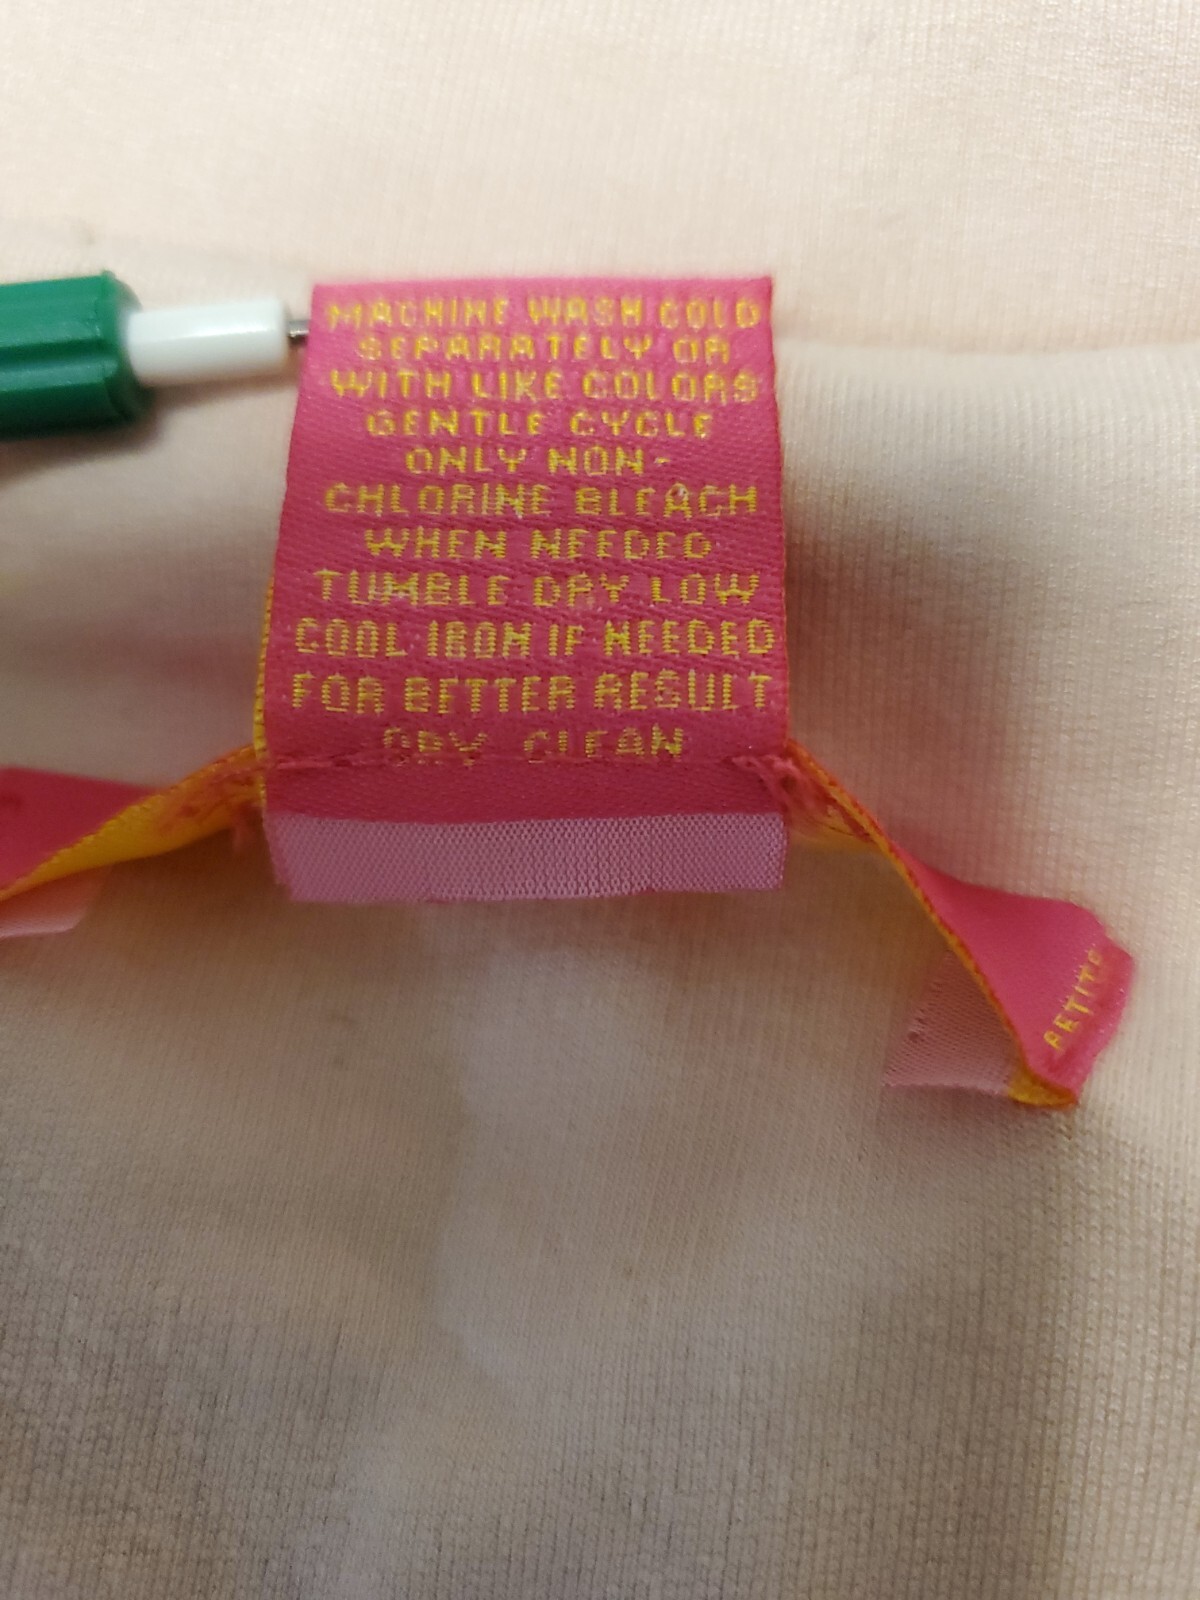 MACHINE WASH COLD
SEPARATELY OR
WITH LIKE COLORS
GENTLE CYCLE
ONLY NON-
CHLORINE BLEACH
WHEN NEEDED
TUMBLE DRY LOW
COOL IRON IF NEEDED
FOR BETTER RESULT
DRY CLEAN
PETITE